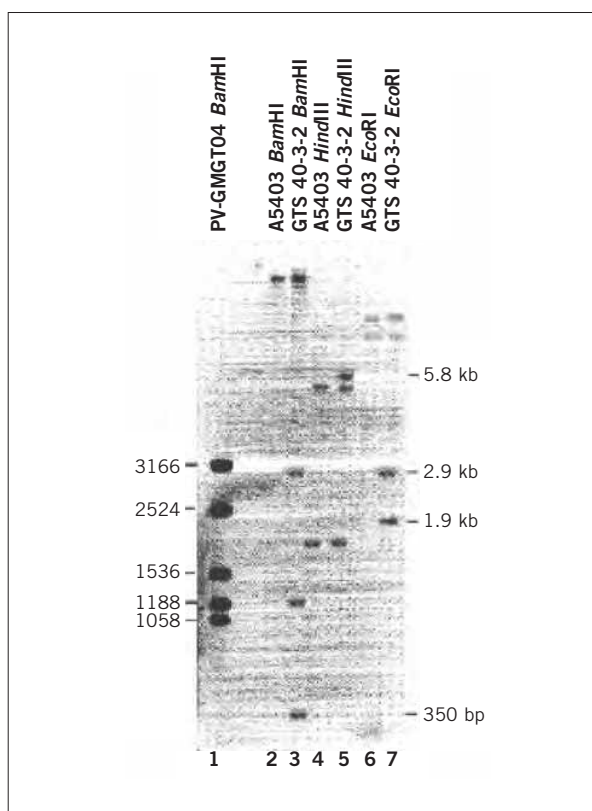 PV-GMGT04 BamHI
A5403 BamHI
GTS 40-3-2 BamHI
A5403 HindIII
GTS 40-3-2 HindIII
A5403 EcoRI
GTS 40-3-2 EcoRI
5.8 kb
3166
2.9 kb
2524
1.9 kb
1536
1188
1058
350 bp
1 2 3 4 5 6 7